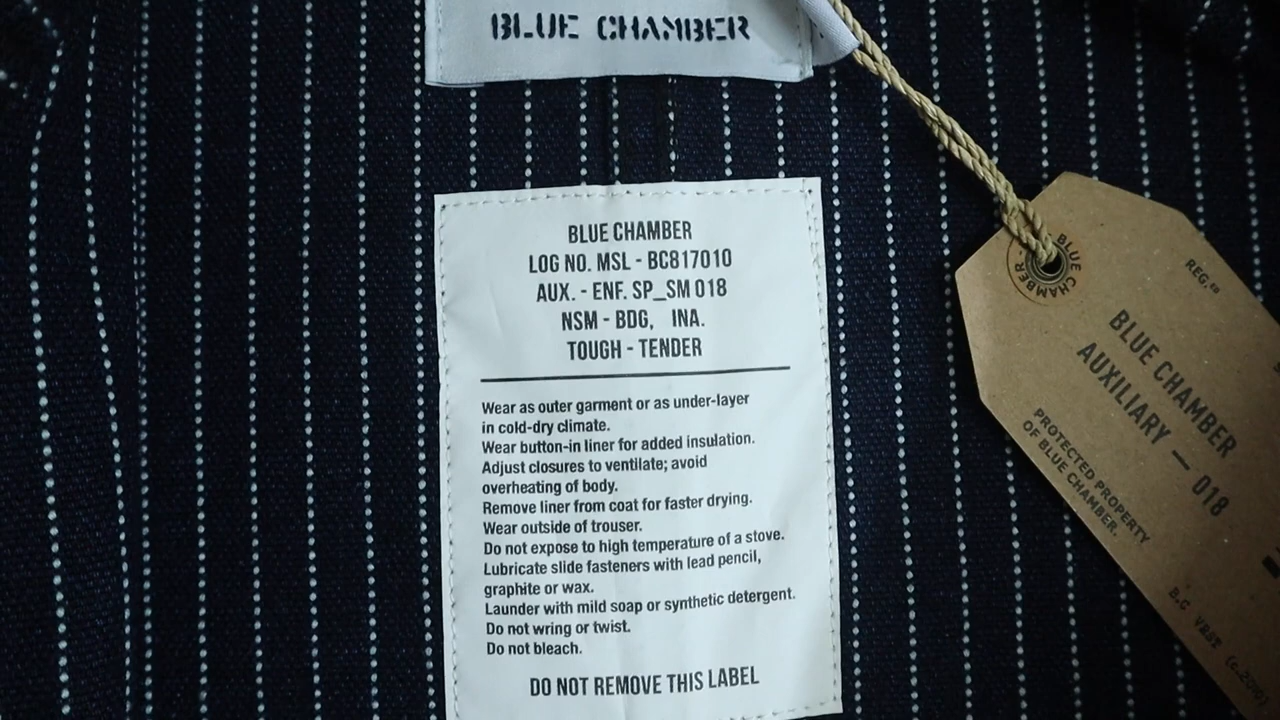 BLUE CHAMBER
BLUE CHAMBER
LOG NO. MSL - BC817010
AUX. - ENF. SP_SM 018
NSM - BDG, INA.
TOUGH - TENDER
Wear as outer garment or as under-layer
in cold-dry climate.
Wear button-in liner for added insulation.
Adjust closures to ventilate; avoid
overheating of body.
Remove liner from coat for faster drying.
Wear outside of trouser.
Do not expose to high temperature of a stove.
Lubricate slide fasteners with lead pencil,
graphite or wax.
Launder with mild soap or synthetic detergent.
Do not wring or twist.
Do not bleach.
DO NOT REMOVE THIS LABEL
BLUE CHAMBER
BLUE CHAMBER
REG.
BLUE CHAMBER
AUXILIARY — 018
PROTECTED PROPERTY
OF BLUE CHAMBER.
B.C VEST